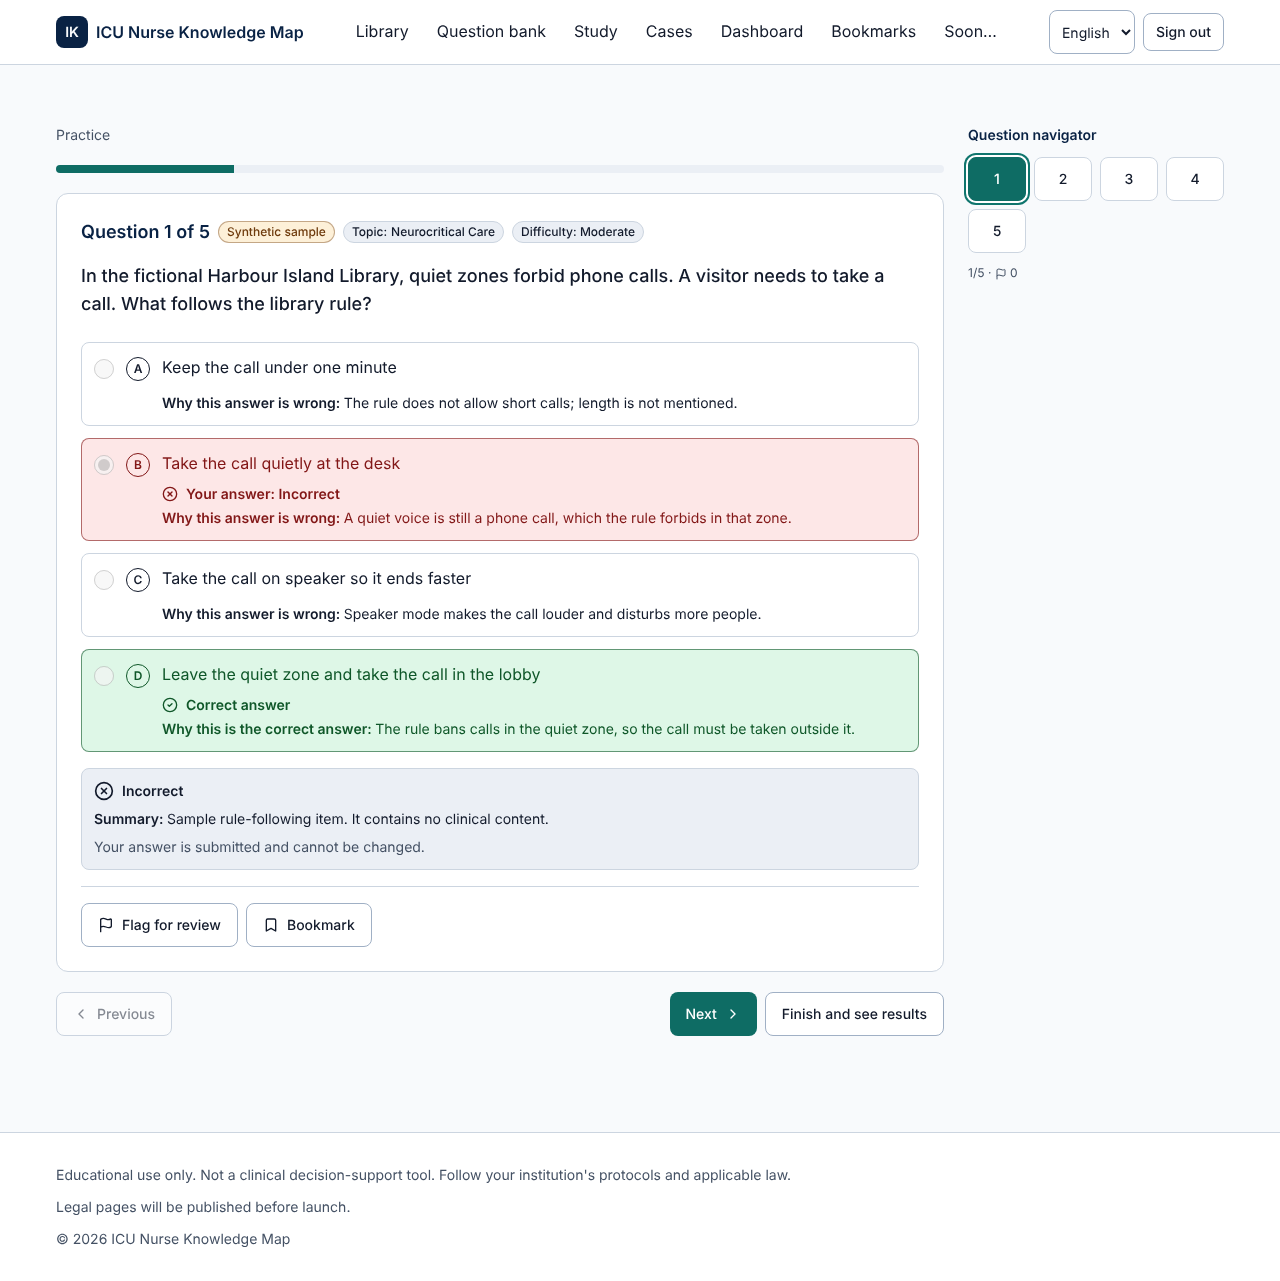 IK ICU Nurse Knowledge Map Library Question bank Study Cases Dashboard Bookmarks Soon... English Sign out
Practice
Question 1 of 5 Synthetic sample Topic: Neurocritical Care Difficulty: Moderate
In the fictional Harbour Island Library, quiet zones forbid phone calls. A visitor needs to take a
call. What follows the library rule?
A Keep the call under one minute
Why this answer is wrong: The rule does not allow short calls; length is not mentioned.
B Take the call quietly at the desk
Your answer: Incorrect
Why this answer is wrong: A quiet voice is still a phone call, which the rule forbids in that zone.
C Take the call on speaker so it ends faster
Why this answer is wrong: Speaker mode makes the call louder and disturbs more people.
D Leave the quiet zone and take the call in the lobby
Correct answer
Why this is the correct answer: The rule bans calls in the quiet zone, so the call must be taken outside it.
Incorrect
Summary: Sample rule-following item. It contains no clinical content.
Your answer is submitted and cannot be changed.
Flag for review Bookmark
Previous Next Finish and see results
Question navigator
1 2 3 4
5
1/5 · 0
Educational use only. Not a clinical decision-support tool. Follow your institution's protocols and applicable law.
Legal pages will be published before launch.
© 2026 ICU Nurse Knowledge Map